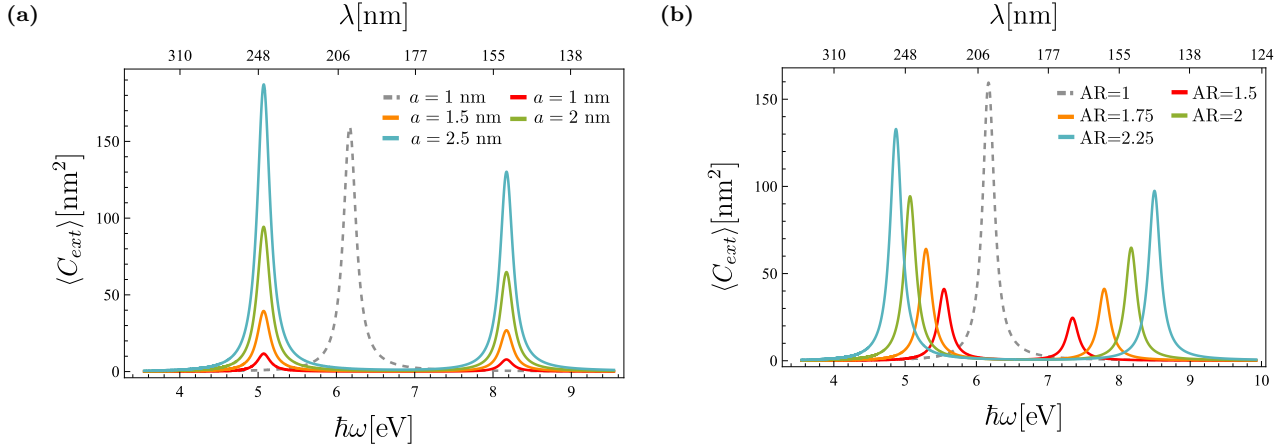 (a)
λ[nm]
310 248 206 177 155 138
⟨C_ext⟩[nm²]
150
100
50
0
a = 1 nm a = 1 nm
a = 1.5 nm a = 2 nm
a = 2.5 nm
4 5 6 7 8 9
ħω[eV]
(b)
λ[nm]
310 248 206 177 155 138 124
⟨C_ext⟩[nm²]
150
100
50
0
AR=1 AR=1.5
AR=1.75 AR=2
AR=2.25
4 5 6 7 8 9 10
ħω[eV]